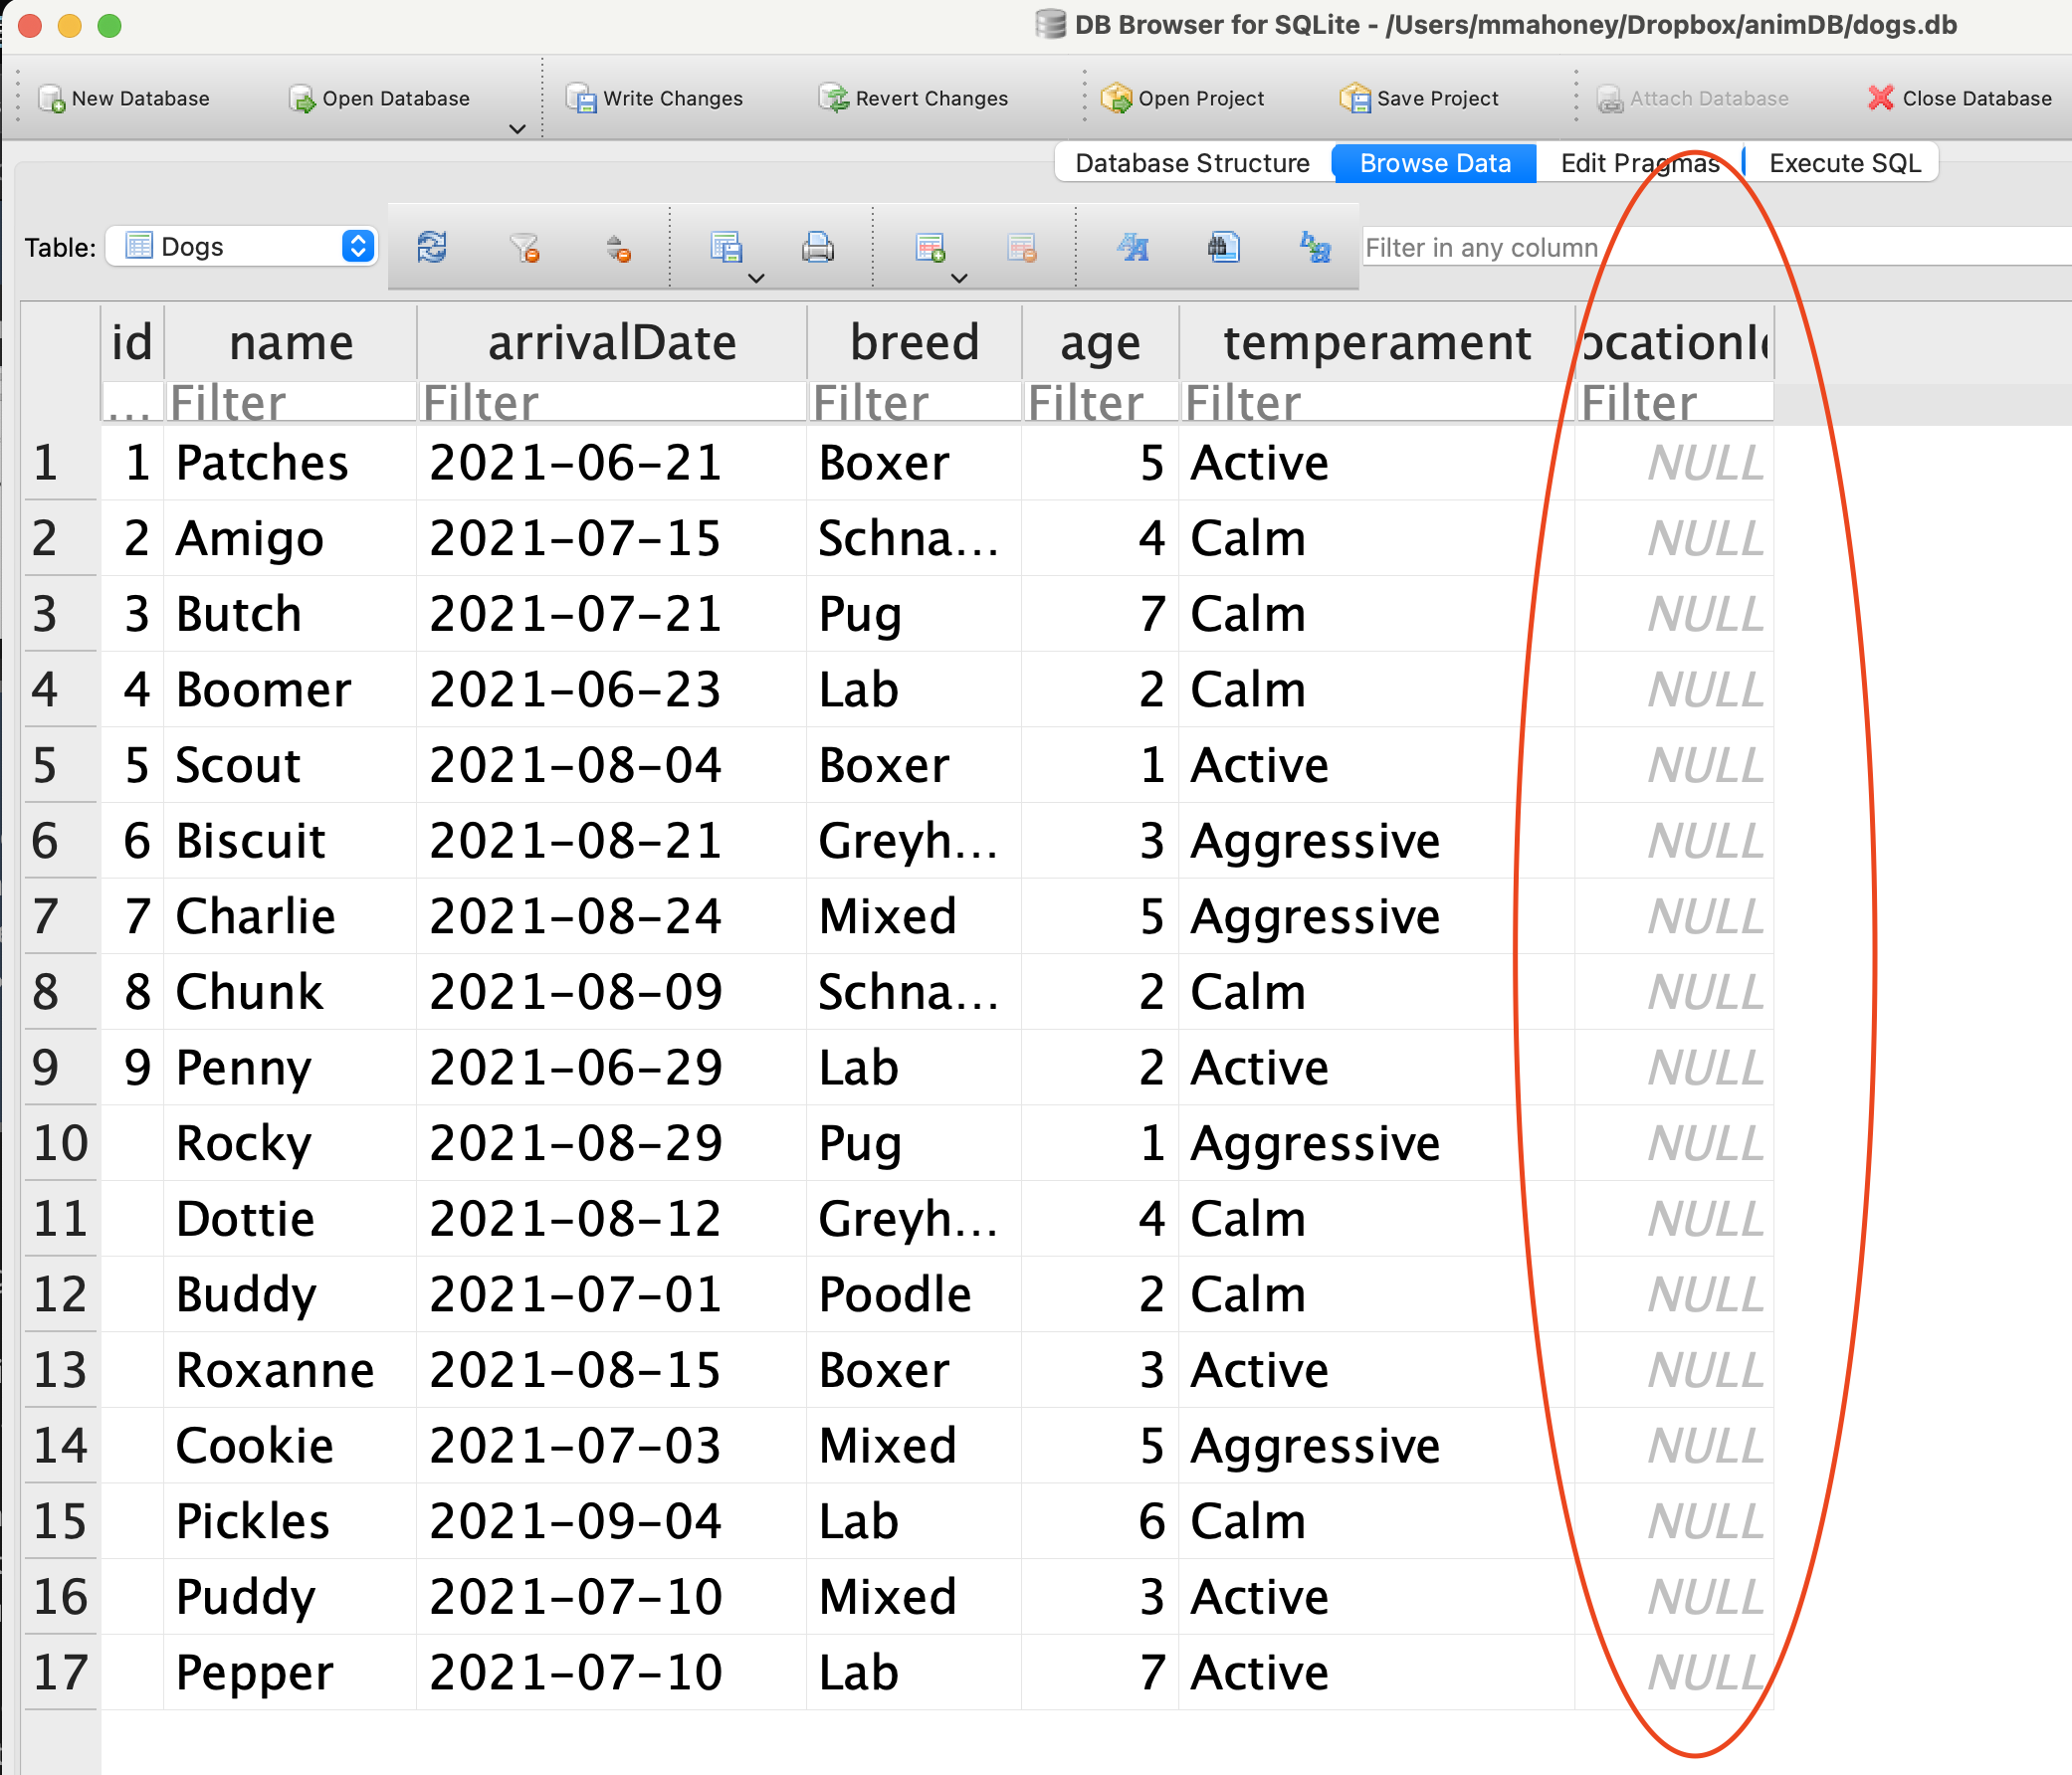 DB Browser for SQLite - /Users/mmahoney/Dropbox/animDB/dogs.db
New Database Open Database Write Changes Revert Changes Open Project Save Project Attach Database Close Database
Database Structure Browse Data Edit Pragmas Execute SQL
Table: Dogs Filter in any column
id name arrivalDate breed age temperament ocationI
... Filter Filter Filter Filter Filter Filter
1 1 Patches 2021-06-21 Boxer 5 Active NULL
2 2 Amigo 2021-07-15 Schna... 4 Calm NULL
3 3 Butch 2021-07-21 Pug 7 Calm NULL
4 4 Boomer 2021-06-23 Lab 2 Calm NULL
5 5 Scout 2021-08-04 Boxer 1 Active NULL
6 6 Biscuit 2021-08-21 Greyh... 3 Aggressive NULL
7 7 Charlie 2021-08-24 Mixed 5 Aggressive NULL
8 8 Chunk 2021-08-09 Schna... 2 Calm NULL
9 9 Penny 2021-06-29 Lab 2 Active NULL
10 Rocky 2021-08-29 Pug 1 Aggressive NULL
11 Dottie 2021-08-12 Greyh... 4 Calm NULL
12 Buddy 2021-07-01 Poodle 2 Calm NULL
13 Roxanne 2021-08-15 Boxer 3 Active NULL
14 Cookie 2021-07-03 Mixed 5 Aggressive NULL
15 Pickles 2021-09-04 Lab 6 Calm NULL
16 Puddy 2021-07-10 Mixed 3 Active NULL
17 Pepper 2021-07-10 Lab 7 Active NULL